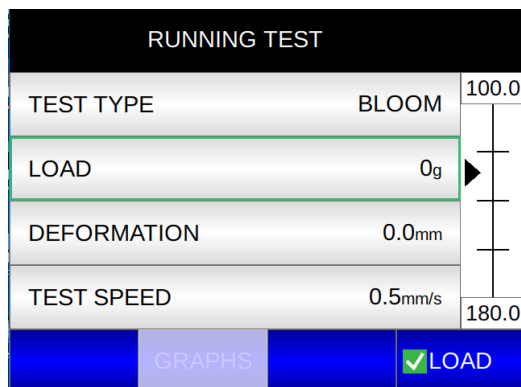 RUNNING TEST
TEST TYPE BLOOM
100.0
LOAD 0g
DEFORMATION 0.0mm
TEST SPEED 0.5mm/s
180.0
GRAPHS LOAD